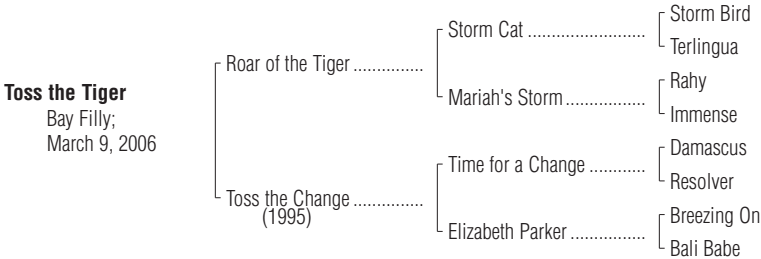 Toss the Tiger
Bay Filly;
March 9, 2006
Roar of the Tiger ...............
Toss the Change ...............
(1995)
Storm Cat .........................
Mariah's Storm .................
Time for a Change ............
Elizabeth Parker ................
Storm Bird
Terlingua
Rahy
Immense
Damascus
Resolver
Breezing On
Bali Babe